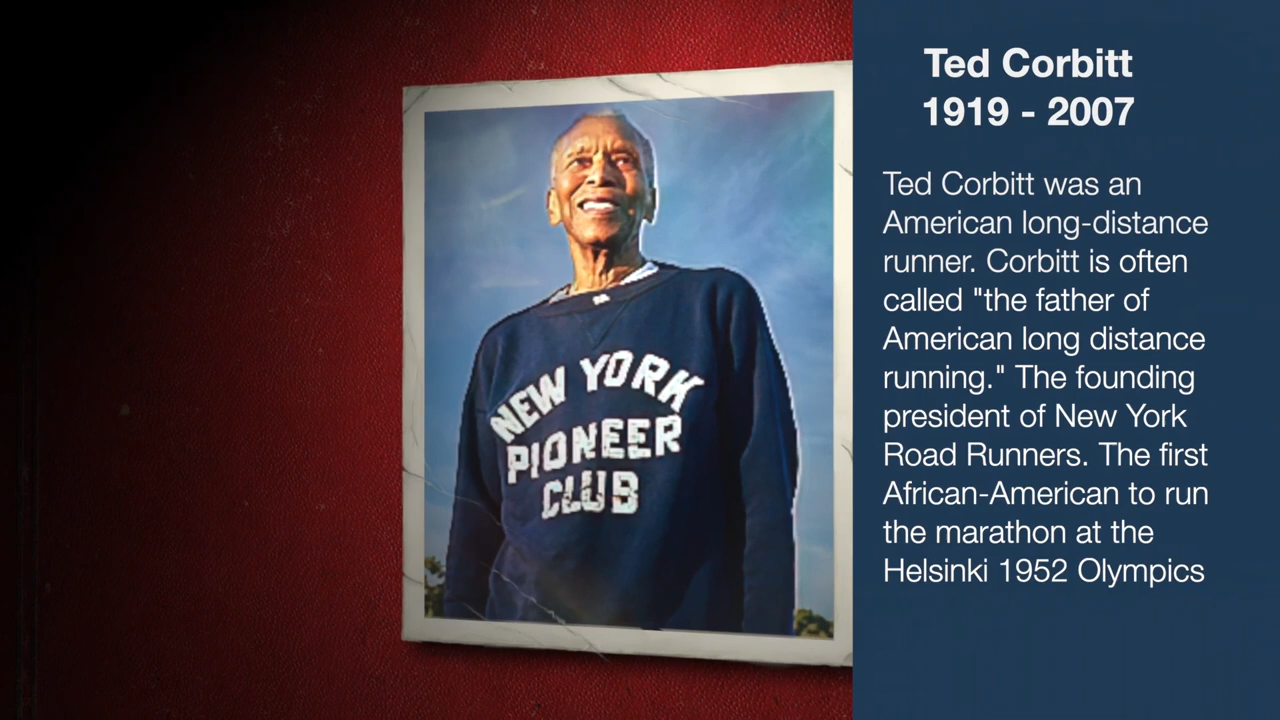 NEW YORK
PIONEER
CLUB
Ted Corbitt
1919 - 2007
Ted Corbitt was an
American long-distance
runner. Corbitt is often
called "the father of
American long distance
running." The founding
president of New York
Road Runners. The first
African-American to run
the marathon at the
Helsinki 1952 Olympics